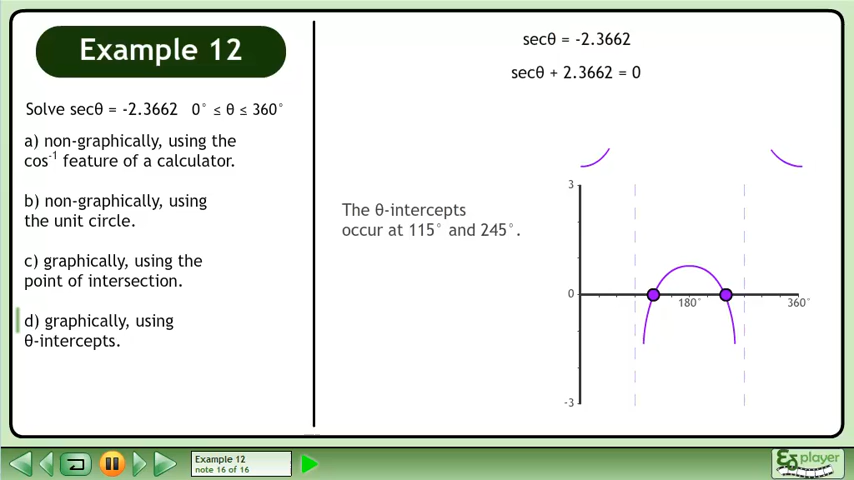 Example 12
Solve secθ = -2.3662   0° ≤ θ ≤ 360°
a) non-graphically, using the
cos⁻¹ feature of a calculator.
b) non-graphically, using
the unit circle.
c) graphically, using the
point of intersection.
d) graphically, using
θ-intercepts.
secθ = -2.3662
secθ + 2.3662 = 0
The θ-intercepts
occur at 115° and 245°.
3
0
180°
360°
-3
Example 12
note 16 of 16
player